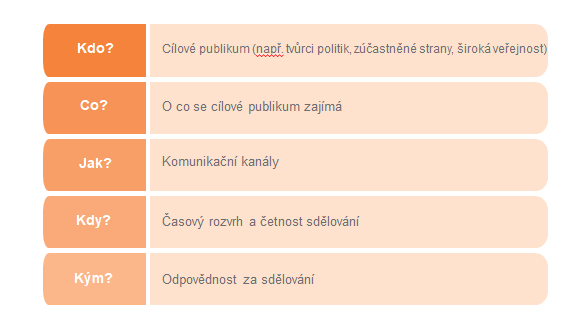 Kdo? Cílové publikum (např. tvůrci politik, zúčastněné strany, široká veřejnost)
Co? O co se cílové publikum zajímá
Jak? Komunikační kanály
Kdy? Časový rozvrh a četnost sdělování
Kým? Odpovědnost za sdělování